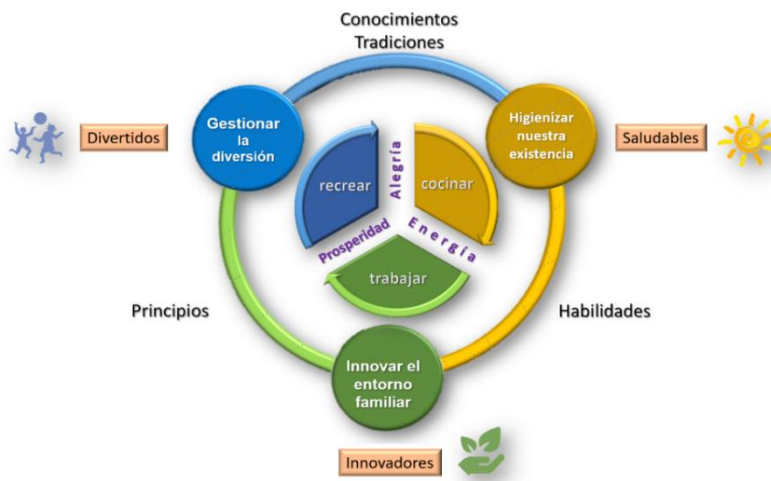 Conocimientos
Tradiciones
Divertidos
Gestionar
la
diversión
Higienizar
nuestra
existencia
Saludables
recrear
Alegría
cocinar
Prosperidad
Energía
trabajar
Principios
Habilidades
Innovar el
entorno
familiar
Innovadores